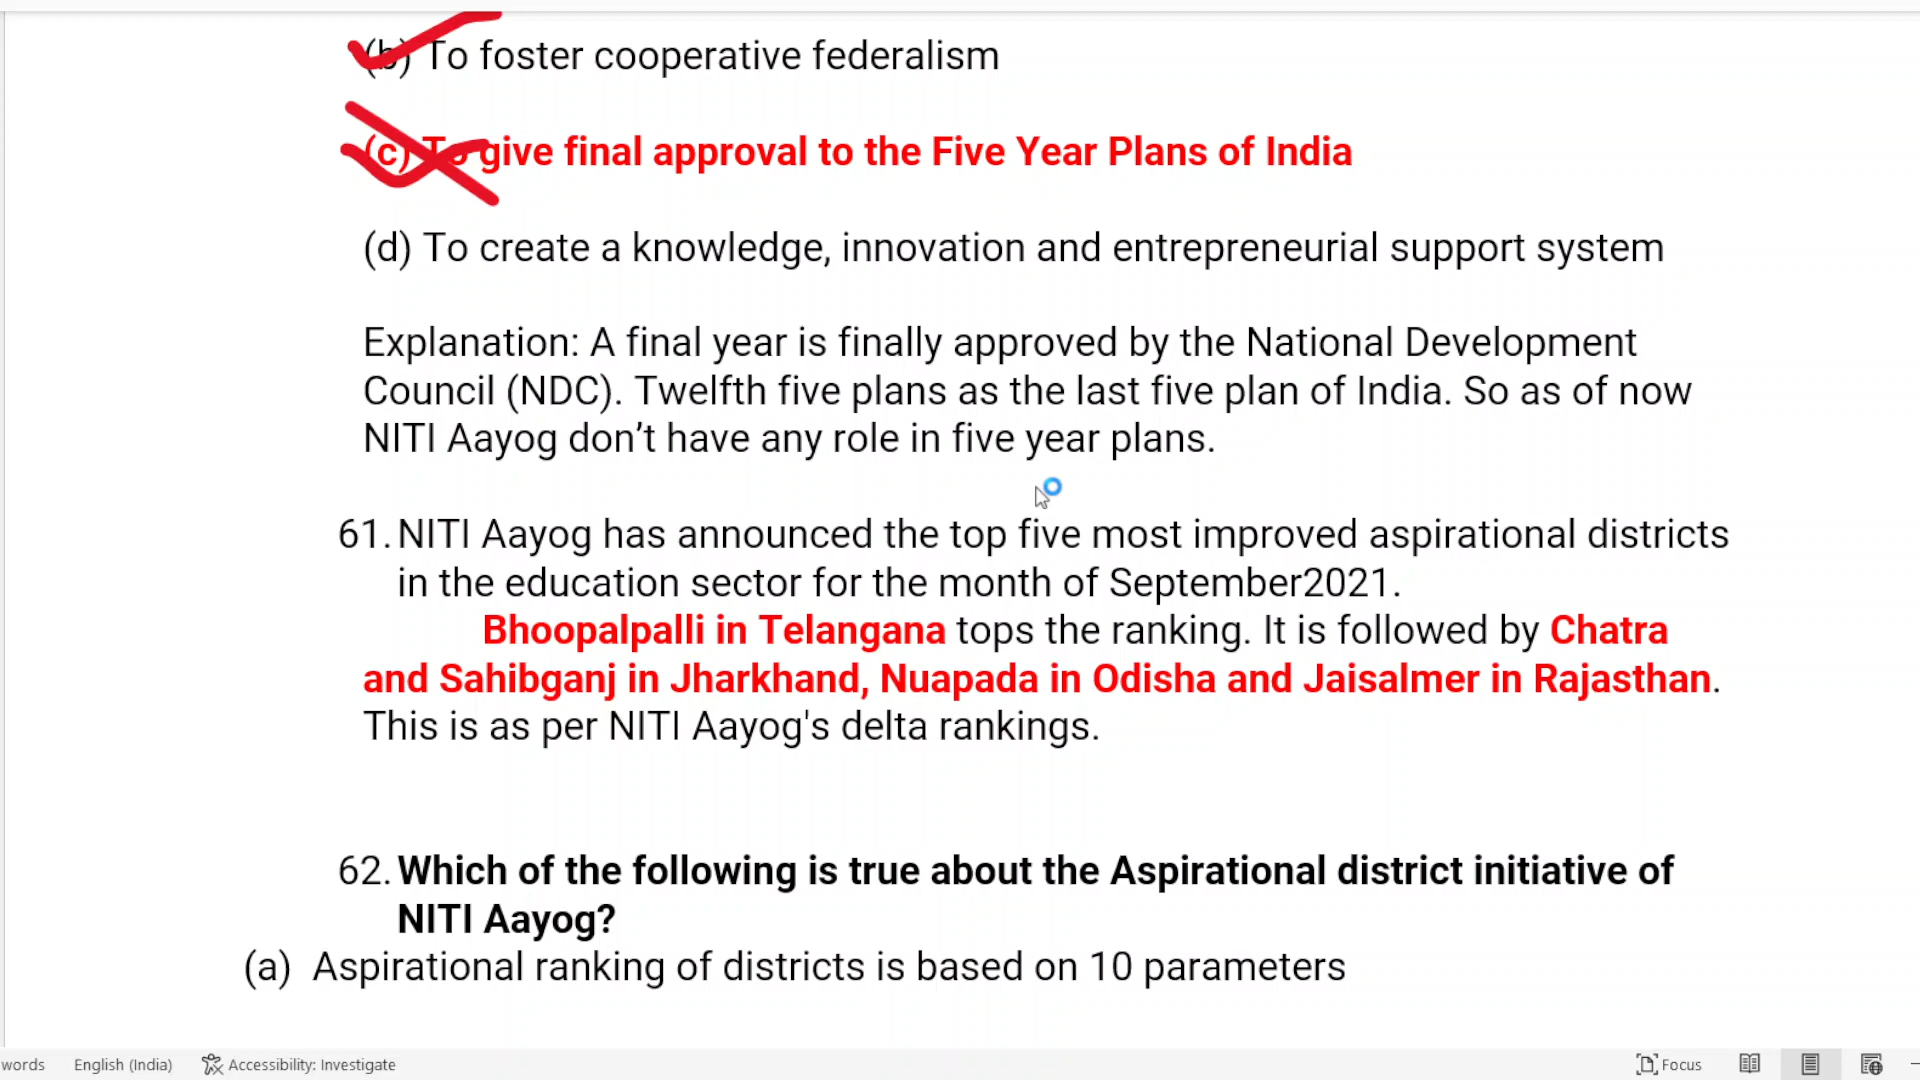 (b) To foster cooperative federalism
(c) To give final approval to the Five Year Plans of India
(d) To create a knowledge, innovation and entrepreneurial support system
Explanation: A final year is finally approved by the National Development
Council (NDC). Twelfth five plans as the last five plan of India. So as of now
NITI Aayog don’t have any role in five year plans.
61. NITI Aayog has announced the top five most improved aspirational districts
in the education sector for the month of September2021.
Bhoopalpalli in Telangana tops the ranking. It is followed by Chatra
and Sahibganj in Jharkhand, Nuapada in Odisha and Jaisalmer in Rajasthan.
This is as per NITI Aayog's delta rankings.
62. Which of the following is true about the Aspirational district initiative of
NITI Aayog?
(a) Aspirational ranking of districts is based on 10 parameters
words English (India) Accessibility: Investigate Focus